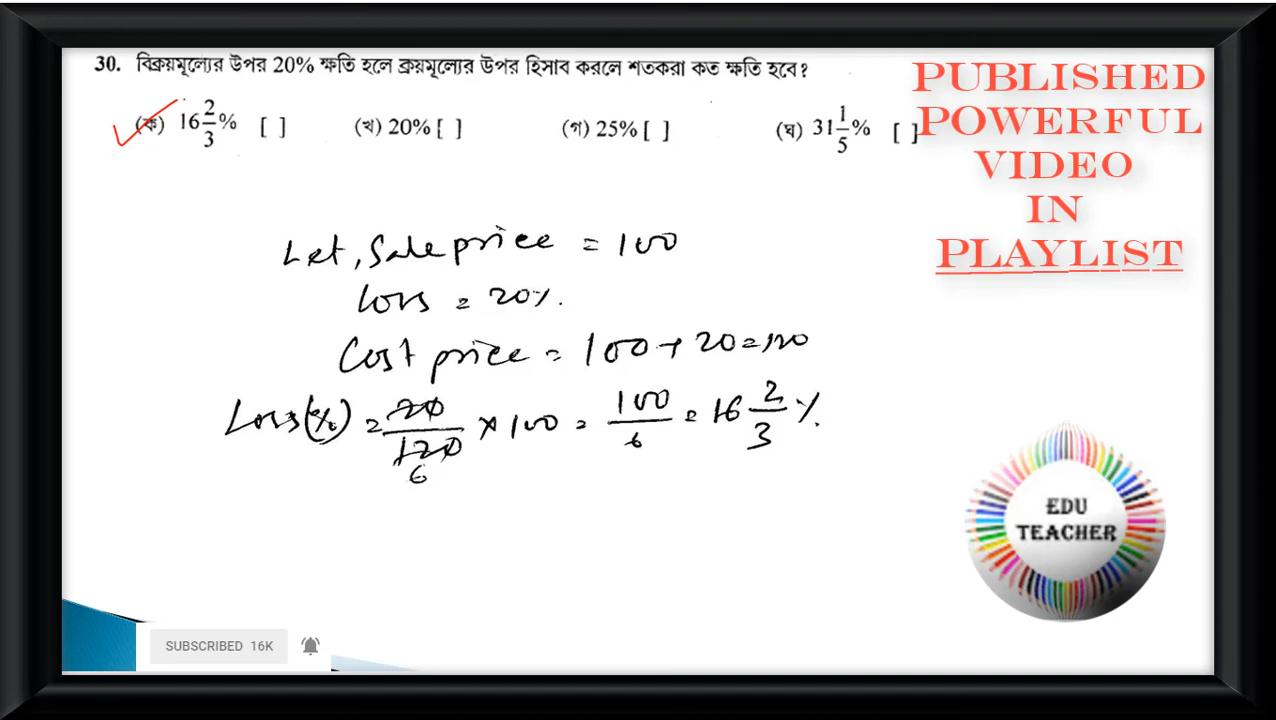 30. বিক্রয়মূল্যের উপর 20% ক্ষতি হলে ক্রয়মূল্যের উপর হিসাব করলে শতকরা কত ক্ষতি হবে?
(ক) 16 2/3 % [ ] (খ) 20% [ ] (গ) 25% [ ] (ঘ) 31 1/5 % [ ]
Let, Sale price = 100
Loss = 20%.
Cost price = 100 + 20 = 120
Loss(%) = 20/120 × 100 = 100/6 = 16 2/3 %
6
PUBLISHED
POWERFUL
VIDEO
IN
PLAYLIST
EDU
TEACHER
SUBSCRIBED 16K